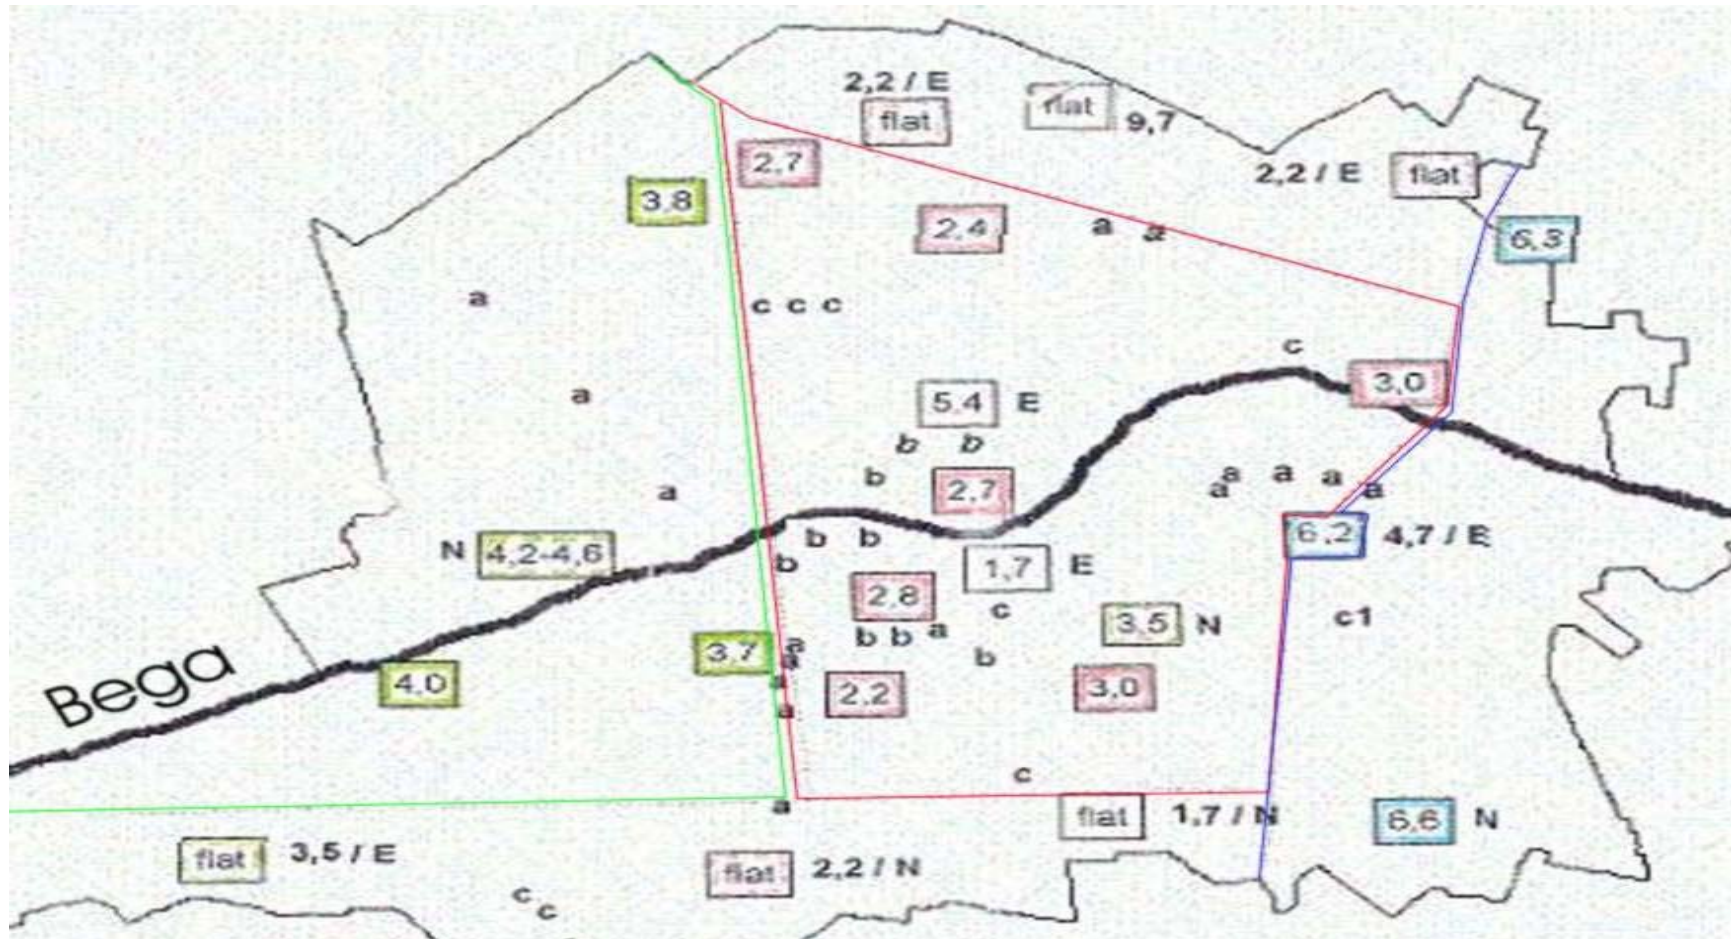 2,2 / E
flat
flat
9,7
2,7
2,2 / E
flat
3,8
2,4
a a
6,3
a
c c c
c
3,0
a
5,4 E
b b
b
2,7
a
a a a a a
N 4,2-4,6
b b
6,2 4,7 / E
b
1,7 E
2,8
c
3,5 N
c1
b b a
a
a
3,7
b
Bega
4,0
a
2,2
3,0
a
c
a
flat 1,7 / N
6,6 N
flat 3,5 / E
flat 2,2 / N
c
c